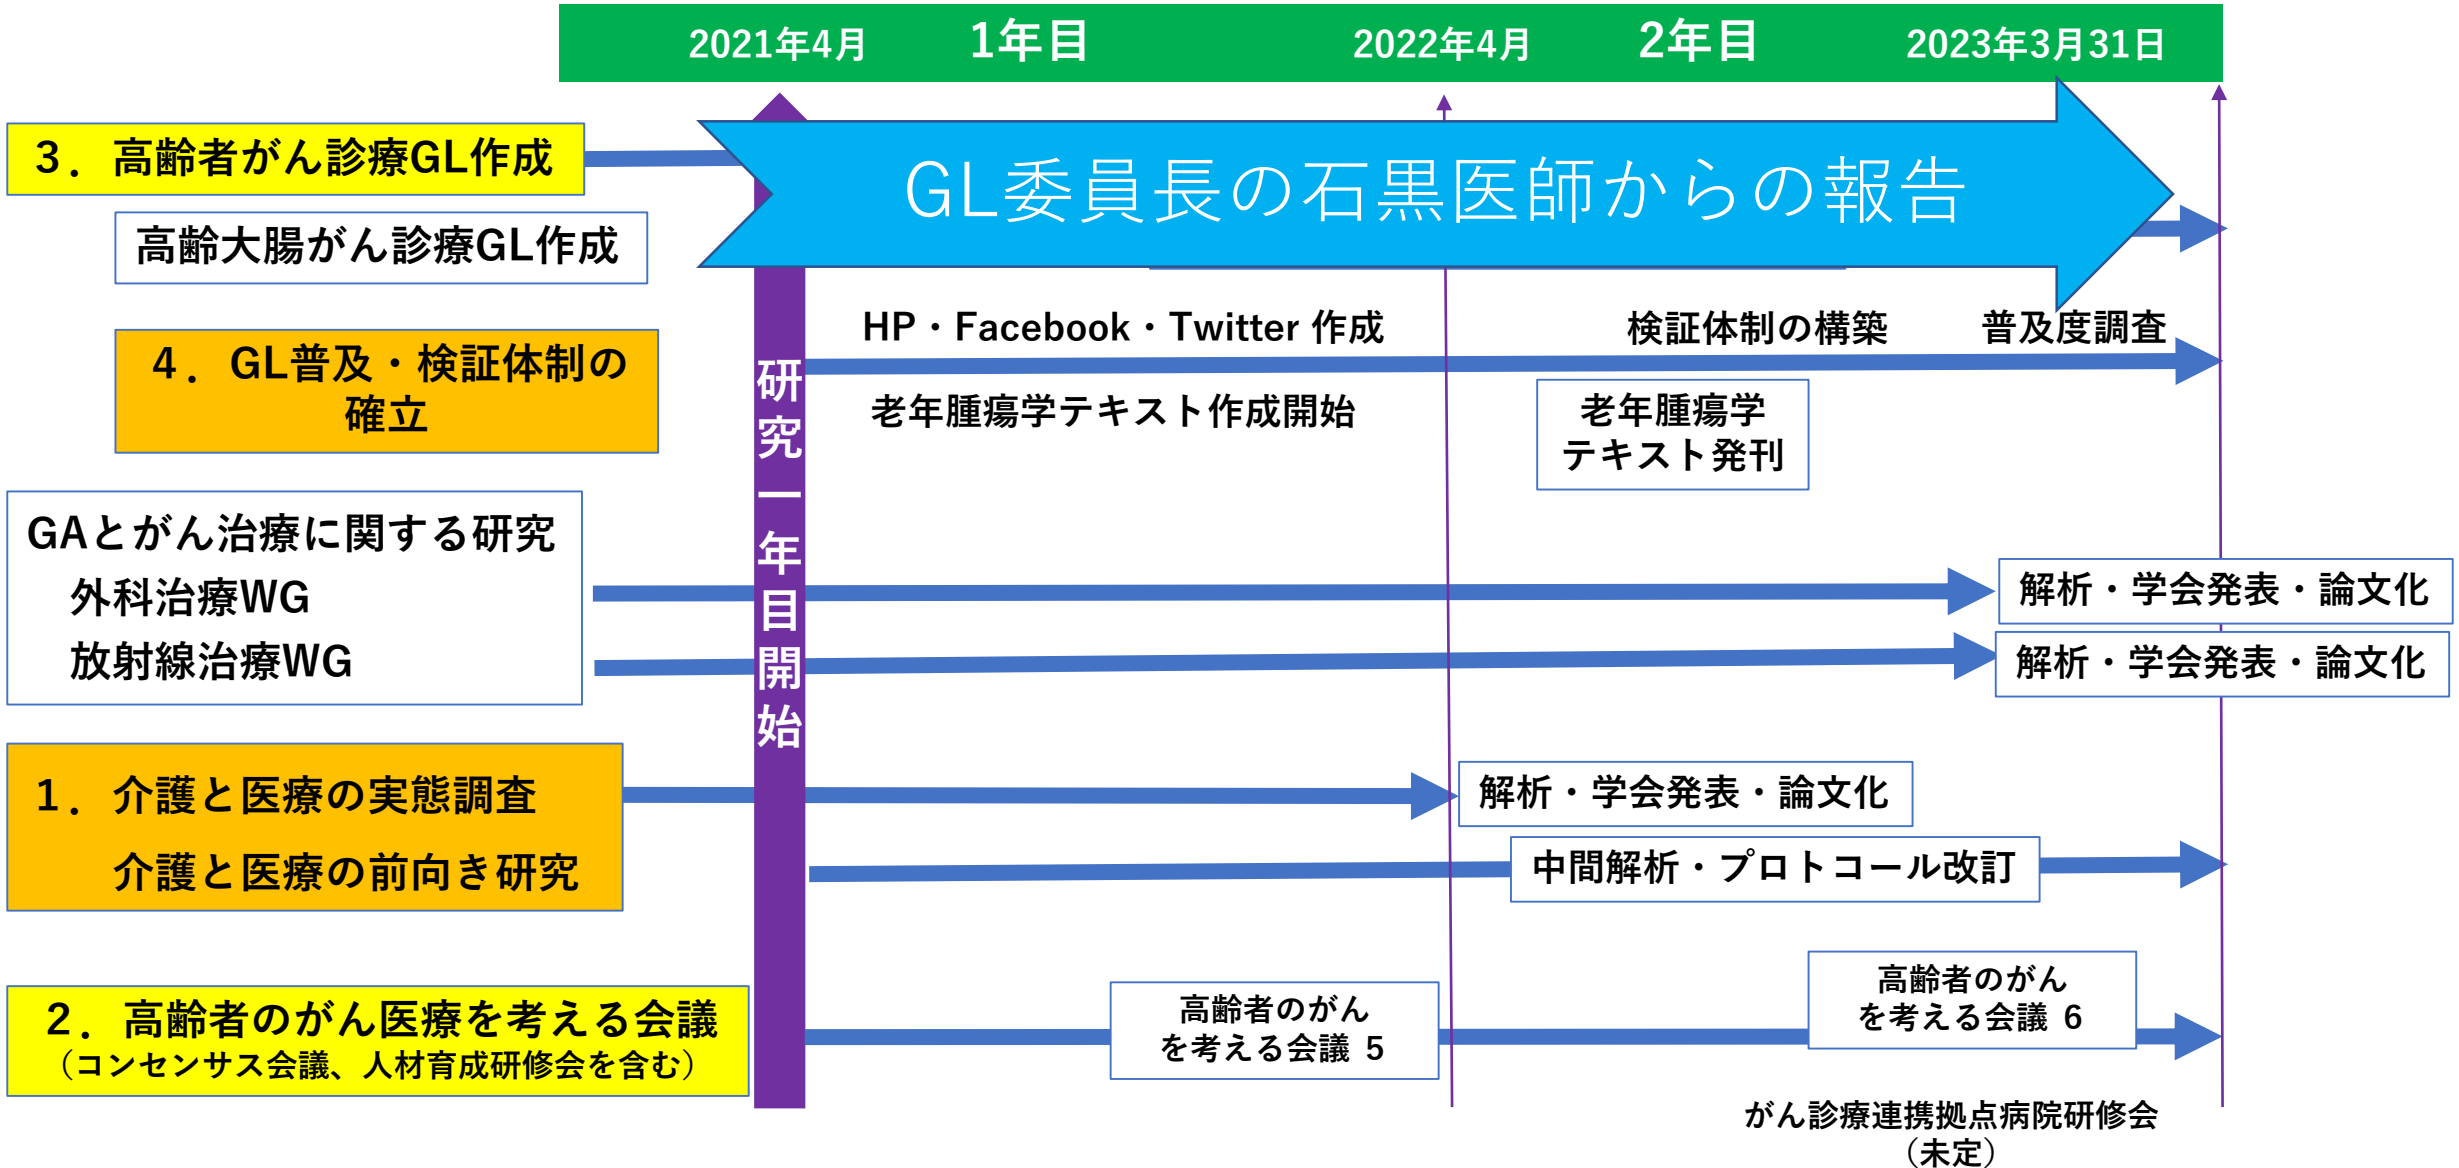 2021年4月 1年目 2022年4月 2年目 2023年3月31日
3．高齢者がん診療GL作成
GL委員長の石黒医師からの報告
高齢大腸がん診療GL作成
HP・Facebook・Twitter 作成 検証体制の構築 普及度調査
4．GL普及・検証体制の
確立
老年腫瘍学テキスト作成開始
老年腫瘍学
テキスト発刊
研究一年目開始
GAとがん治療に関する研究
外科治療WG
解析・学会発表・論文化
放射線治療WG
解析・学会発表・論文化
1．介護と医療の実態調査
解析・学会発表・論文化
介護と医療の前向き研究
中間解析・プロトコール改訂
2．高齢者のがん医療を考える会議
（コンセンサス会議、人材育成研修会を含む）
高齢者のがん
を考える会議 5
高齢者のがん
を考える会議 6
がん診療連携拠点病院研修会
（未定）